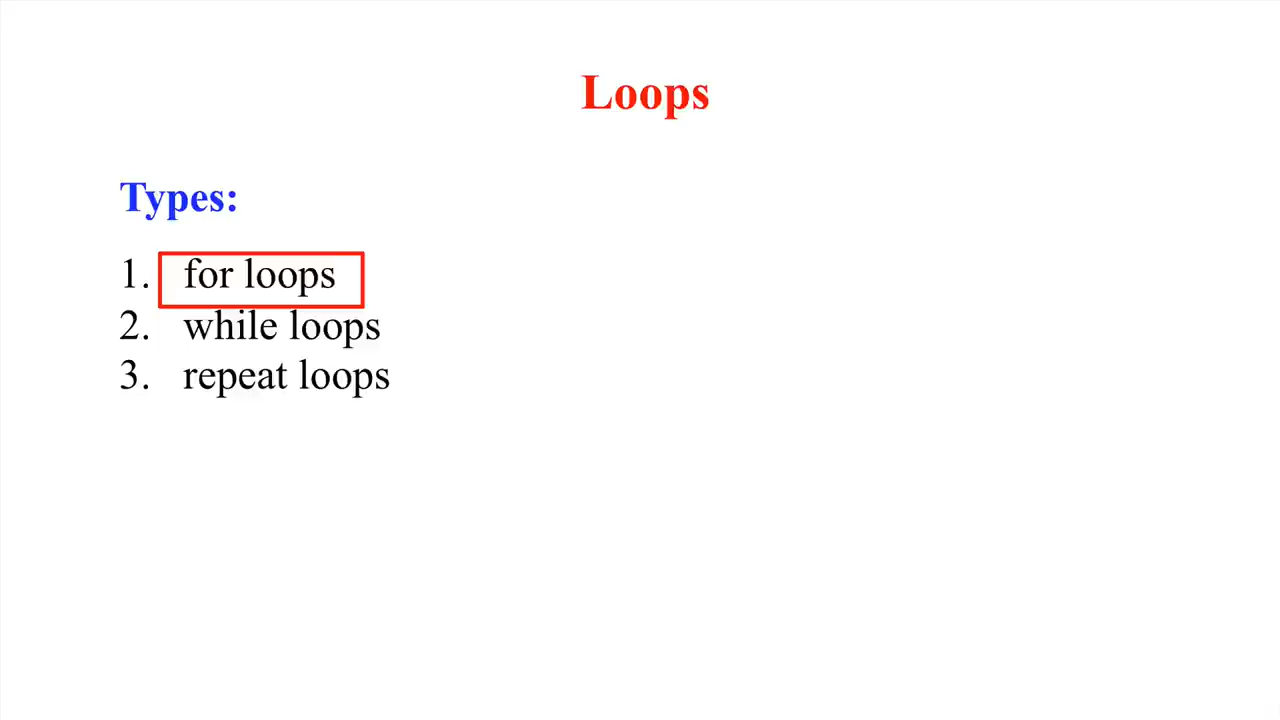 Loops
Types:
1. for loops
2. while loops
3. repeat loops